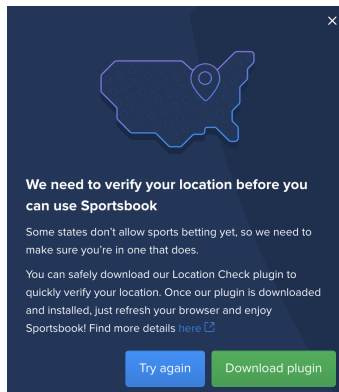 We need to verify your location before you
can use Sportsbook
Some states don't allow sports betting yet, so we need to
make sure you're in one that does.
You can safely download our Location Check plugin to
quickly verify your location. Once our plugin is downloaded
and installed, just refresh your browser and enjoy
Sportsbook! Find more details here
Try again Download plugin